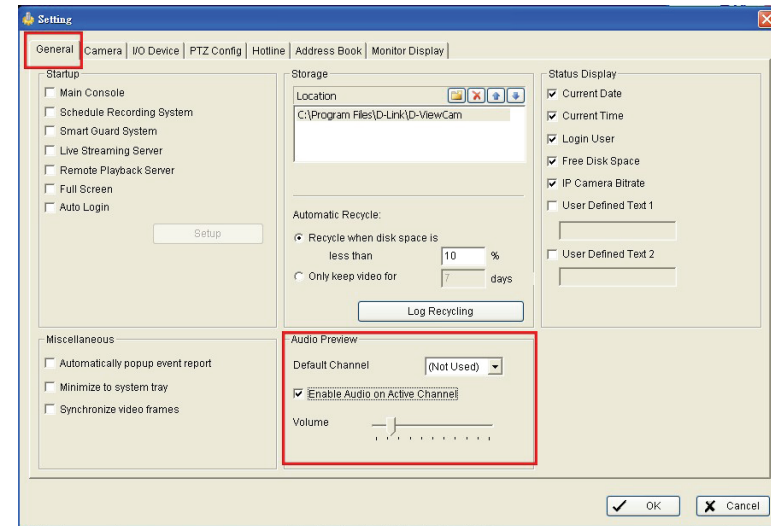 Setting
General Camera I/O Device PTZ Config Hotline Address Book Monitor Display
Startup
Main Console
Schedule Recording System
Smart Guard System
Live Streaming Server
Remote Playback Server
Full Screen
Auto Login
Setup
Storage
Location
C:\Program Files\D-Link\D-ViewCam
Automatic Recycle:
Recycle when disk space is
less than 10 %
Only keep video for 7 days
Log Recycling
Status Display
Current Date
Current Time
Login User
Free Disk Space
IP Camera Bitrate
User Defined Text 1
User Defined Text 2
Miscellaneous
Automatically popup event report
Minimize to system tray
Synchronize video frames
Audio Preview
Default Channel (Not Used)
Enable Audio on Active Channel
Volume
OK Cancel